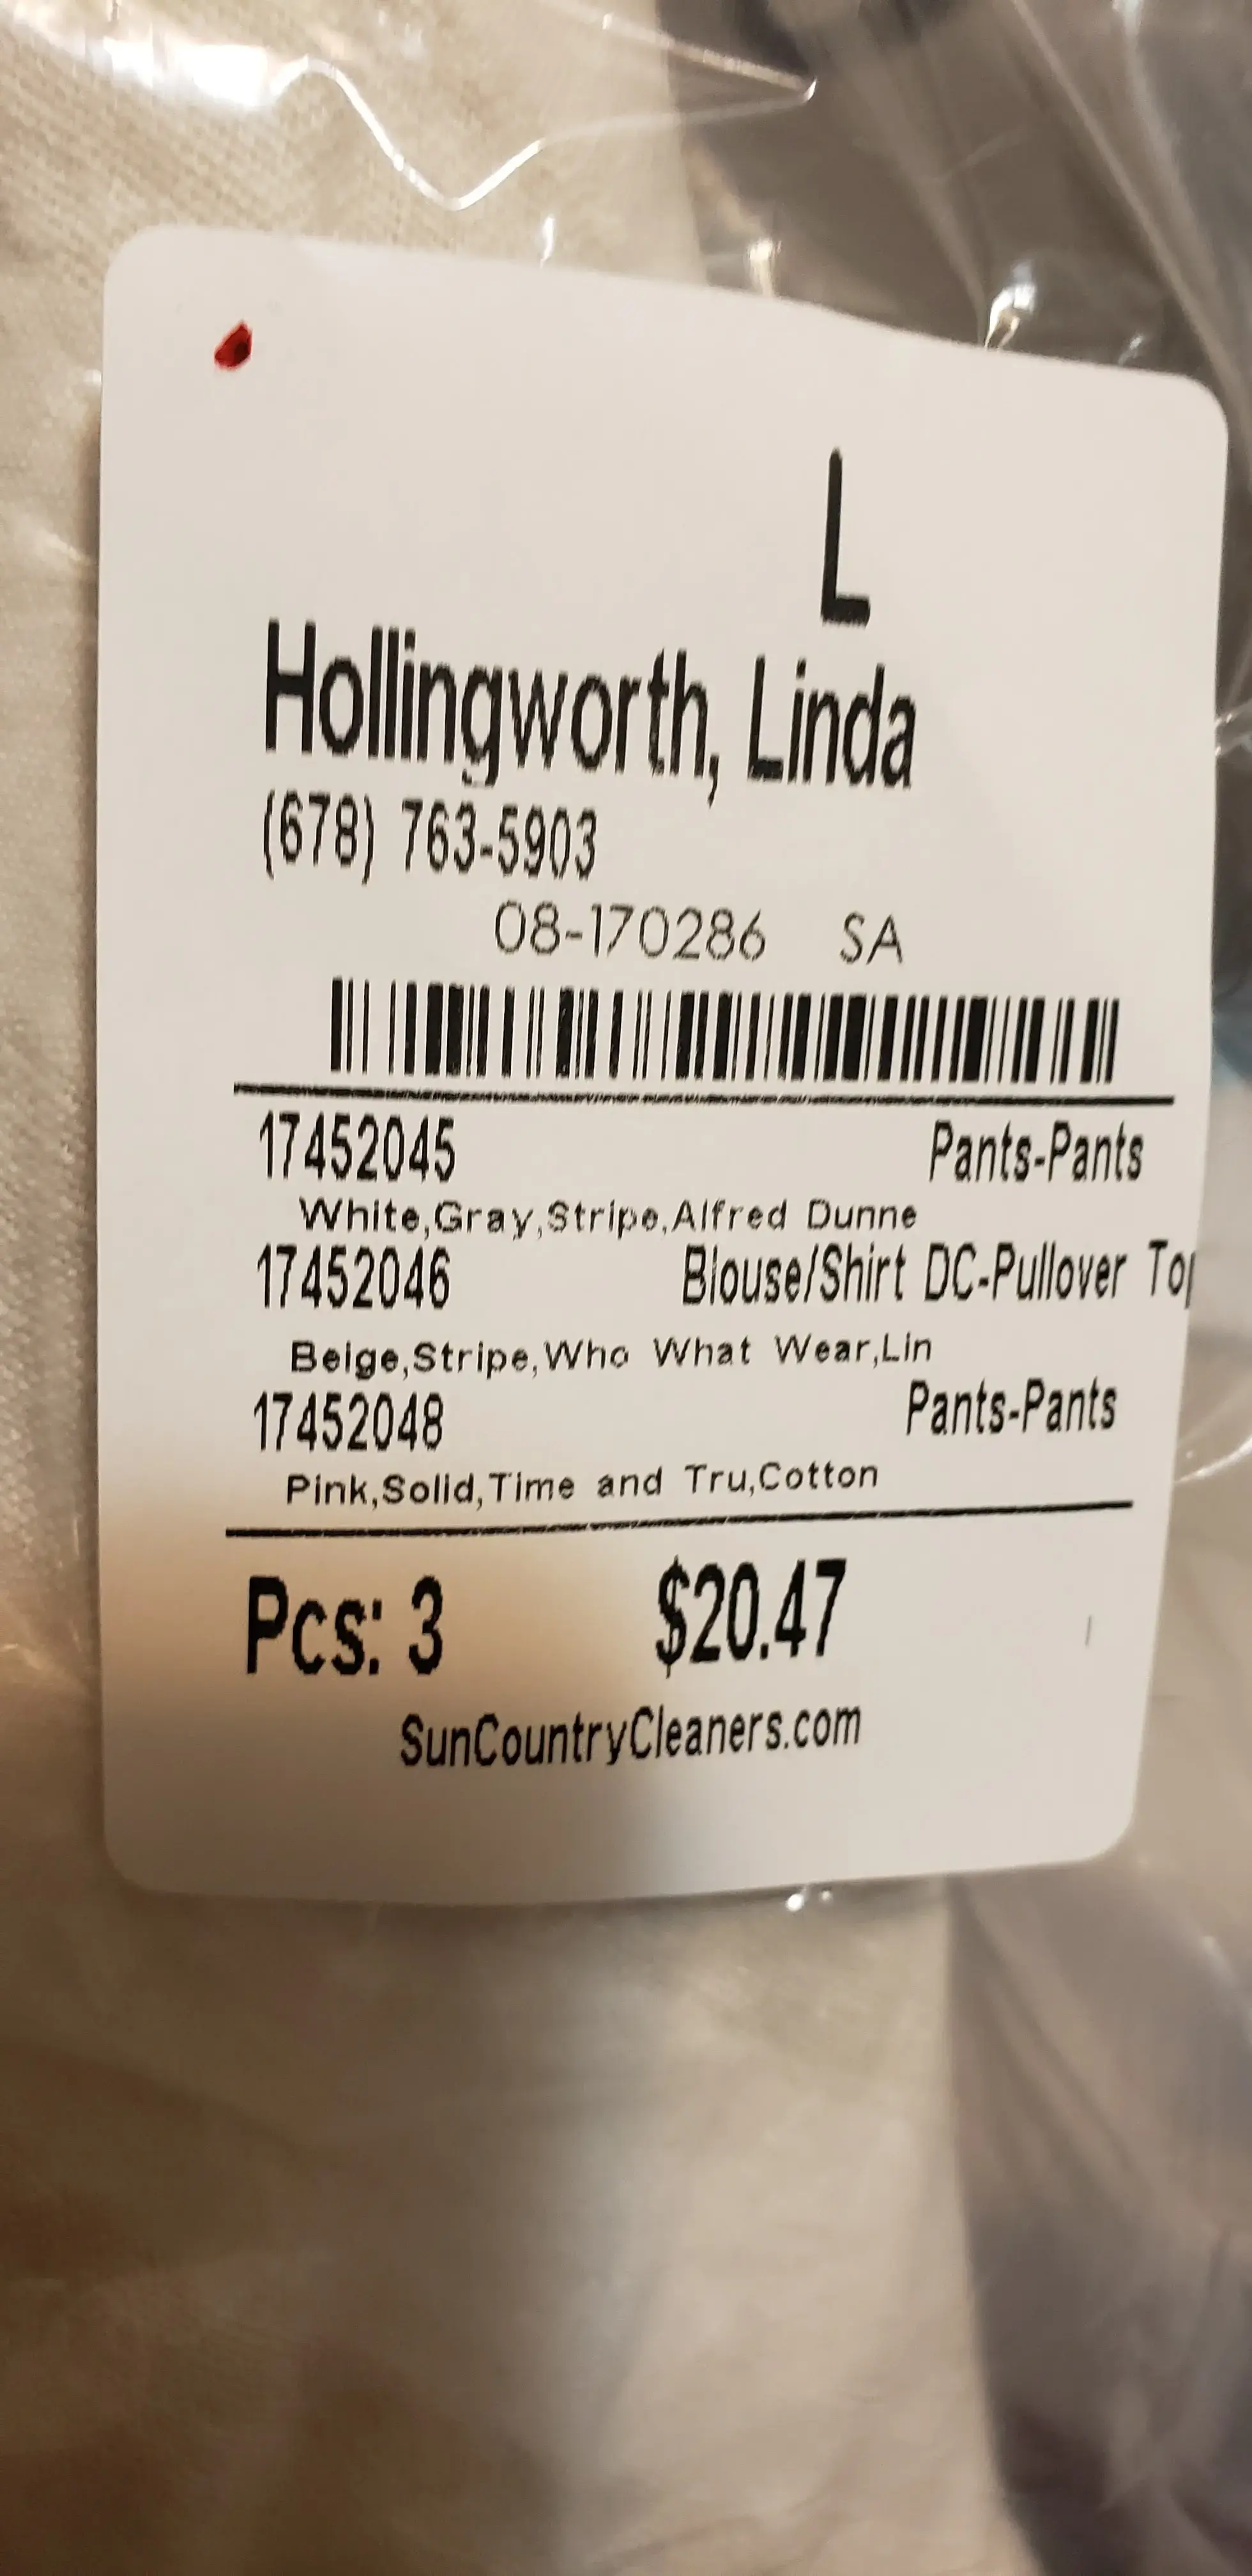 L
Hollingworth, Linda
(678) 763-5903
08-170286 SA
17452045 Pants-Pants
White,Gray,Stripe,Alfred Dunne
17452046 Blouse/Shirt DC-Pullover Top
Beige,Stripe,Who What Wear,Lin
17452048 Pants-Pants
Pink,Solid,Time and Tru,Cotton
Pcs: 3 $20.47
SunCountryCleaners.com